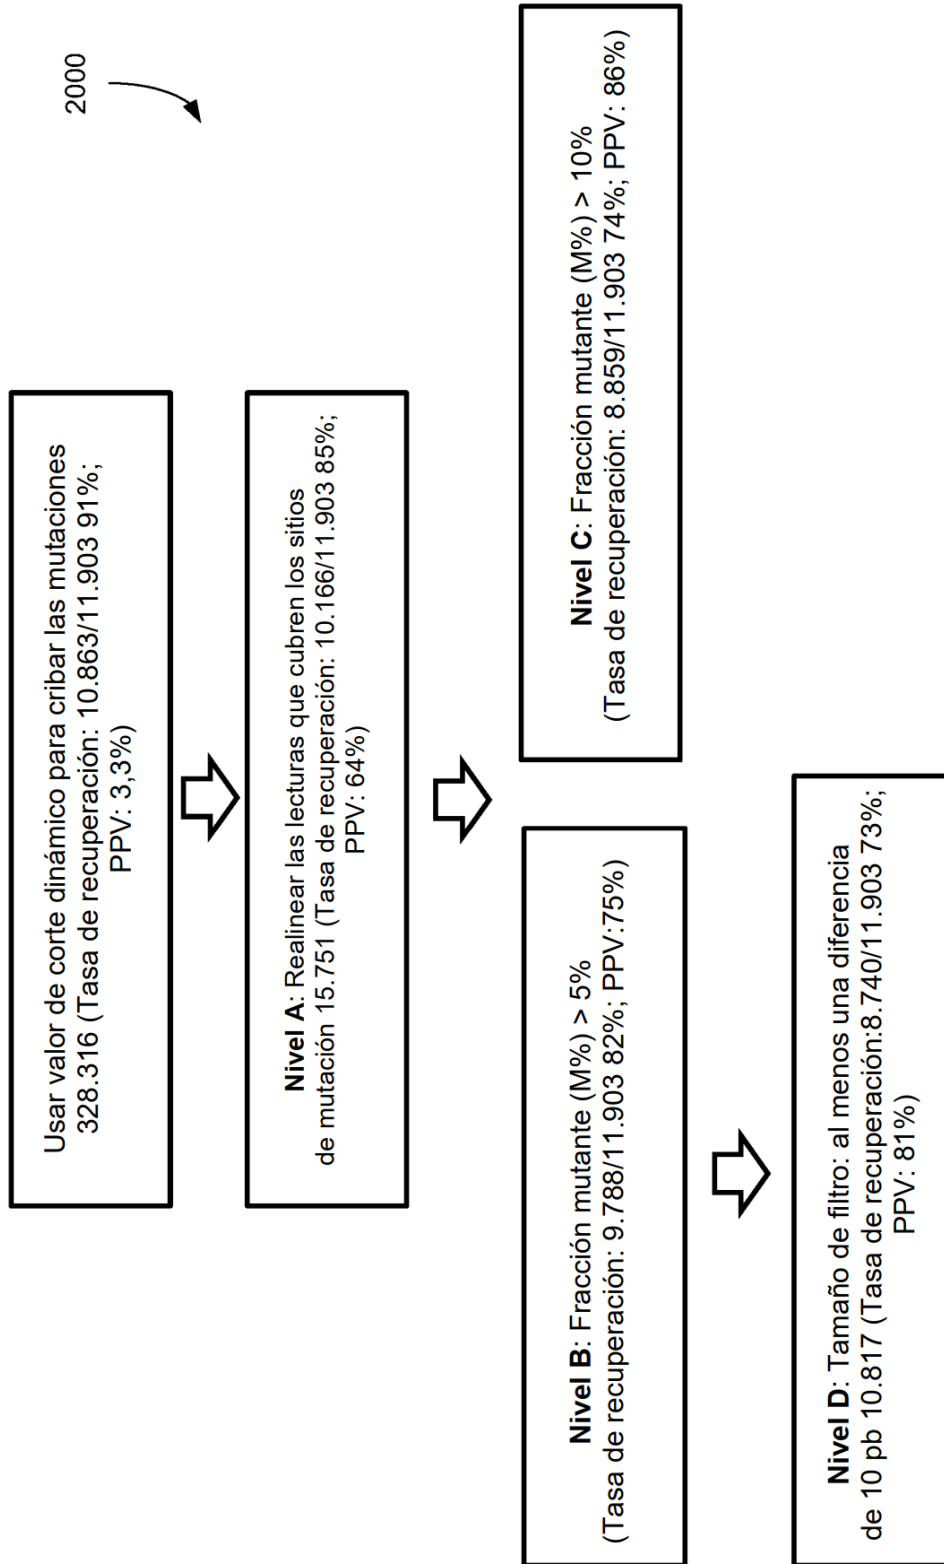 2000
Usar valor de corte dinámico para cribar las mutaciones
328.316 (Tasa de recuperación: 10.863/11.903 91%;
PPV: 3,3%)
Nivel A: Realinear las lecturas que cubren los sitios
de mutación 15.751 (Tasa de recuperación: 10.166/11.903 85%;
PPV: 64%)
Nivel B: Fracción mutante (M%) > 5%
(Tasa de recuperación: 9.788/11.903 82%; PPV:75%)
Nivel C: Fracción mutante (M%) > 10%
(Tasa de recuperación: 8.859/11.903 74%; PPV: 86%)
Nivel D: Tamaño de filtro: al menos una diferencia
de 10 pb 10.817 (Tasa de recuperación:8.740/11.903 73%;
PPV: 81%)